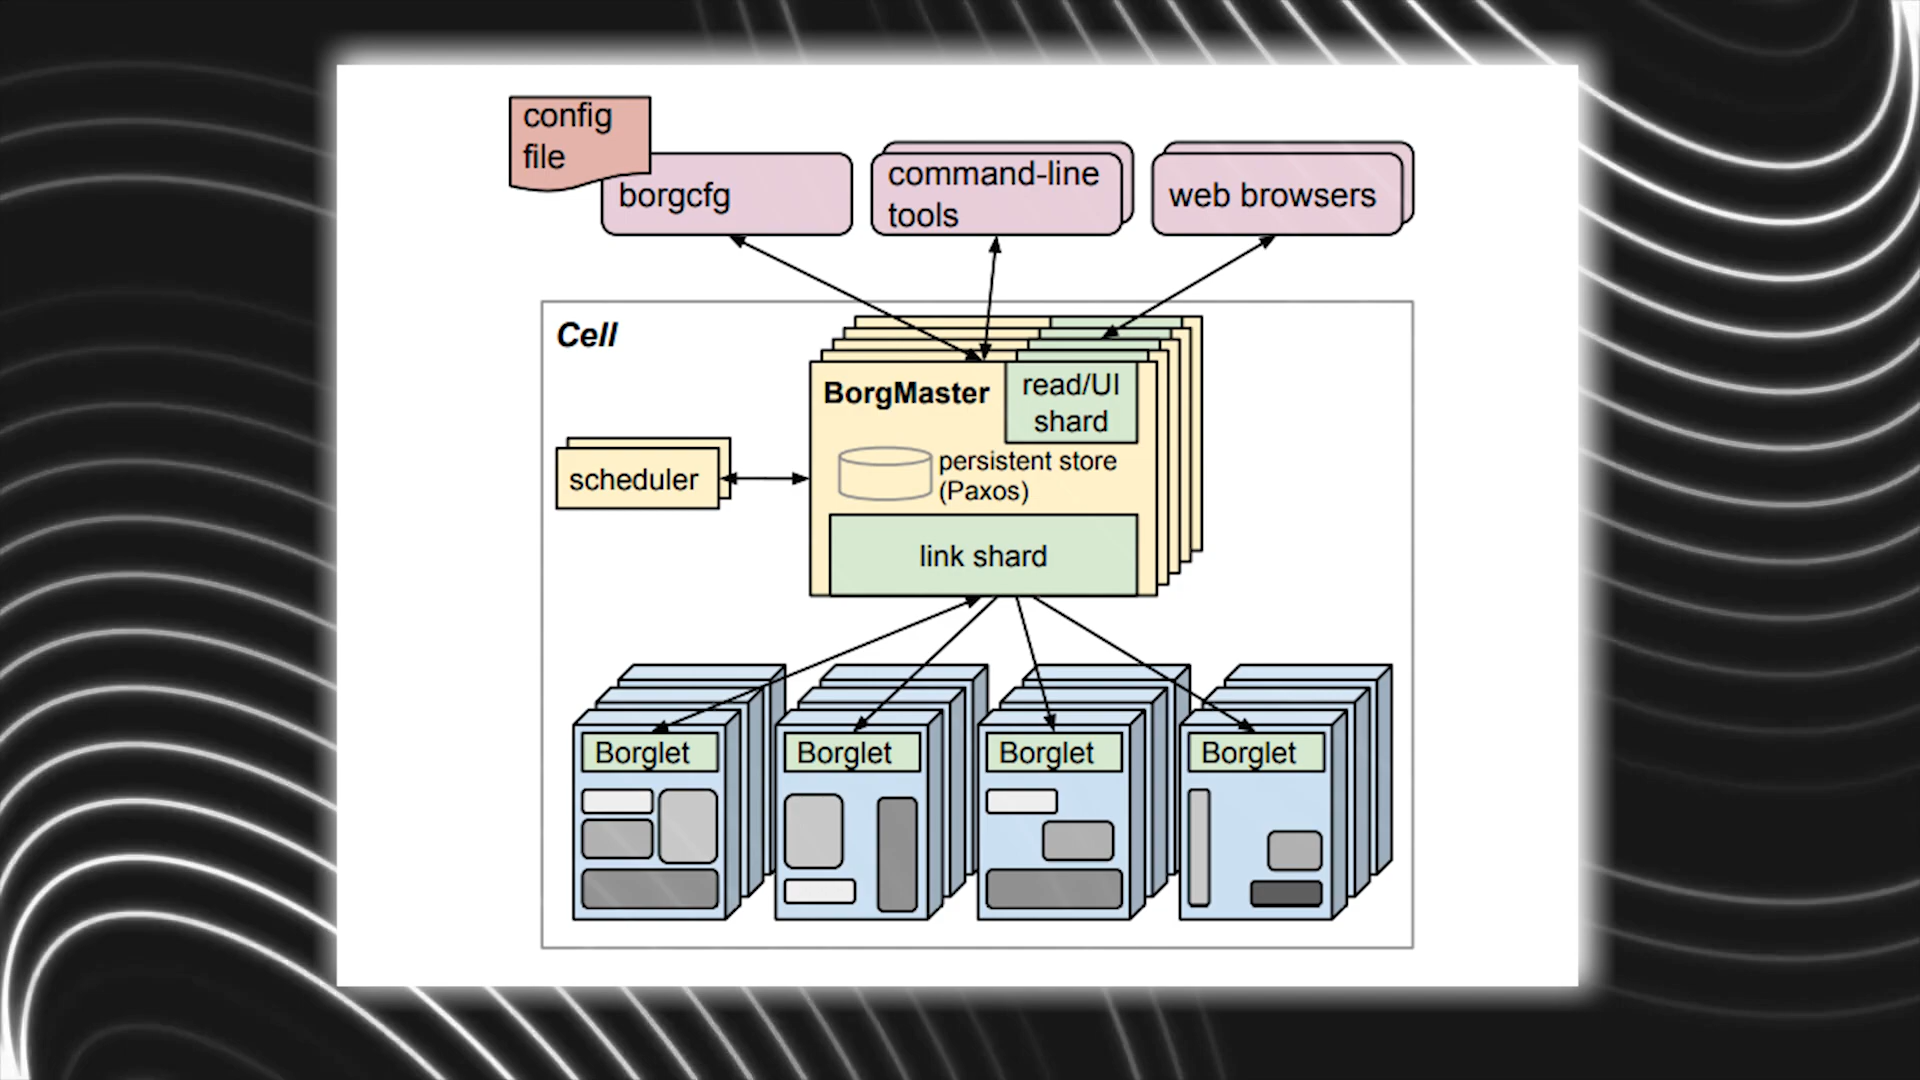 config
file
borgcfg
command-line
tools
web browsers
Cell
BorgMaster
read/UI
shard
scheduler
persistent store
(Paxos)
link shard
Borglet
Borglet
Borglet
Borglet